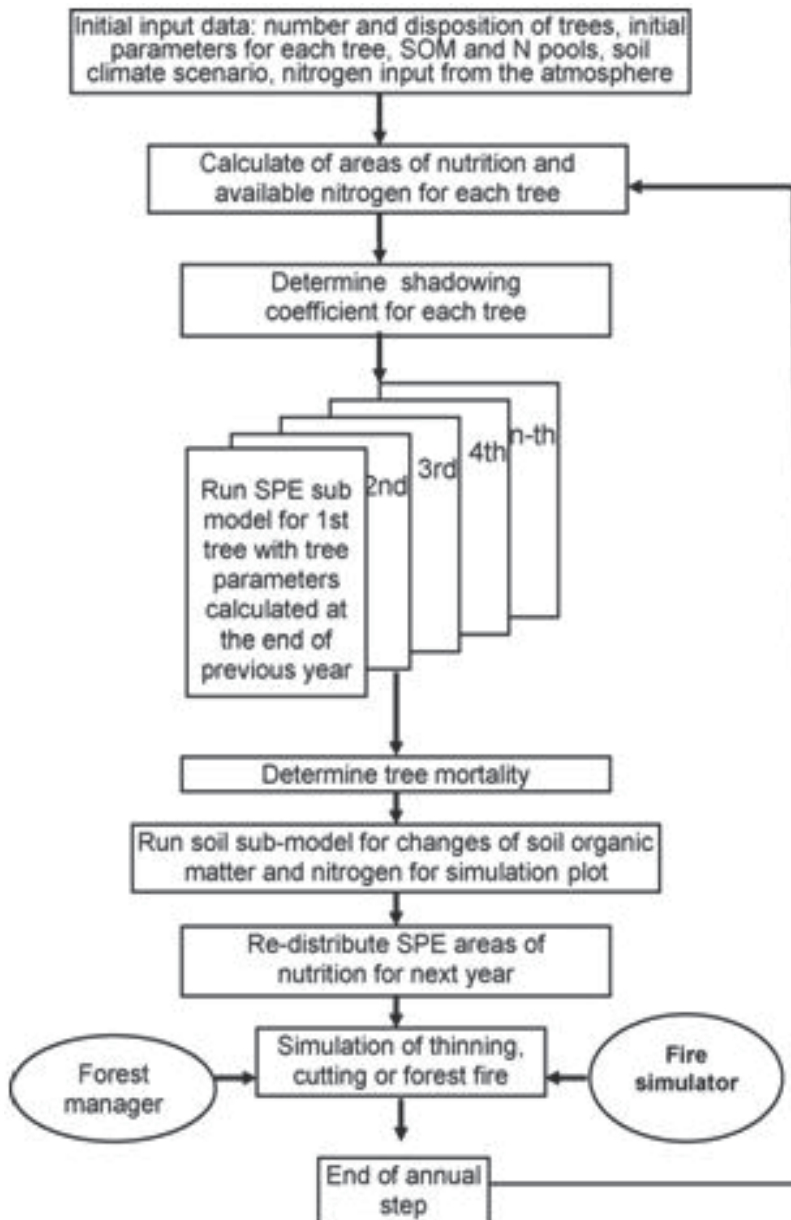 Initial input data: number and disposition of trees, initial
parameters for each tree, SOM and N pools, soil
climate scenario, nitrogen input from the atmosphere
Calculate of areas of nutrition and
available nitrogen for each tree
Determine shadowing
coefficient for each tree
Run SPE sub
model for 1st
tree with tree
parameters
calculated at
the end of
previous year
2nd
3rd
4th
n-th
Determine tree mortality
Run soil sub-model for changes of soil organic
matter and nitrogen for simulation plot
Re-distribute SPE areas of
nutrition for next year
Forest
manager
Simulation of thinning,
cutting or forest fire
Fire
simulator
End of annual
step